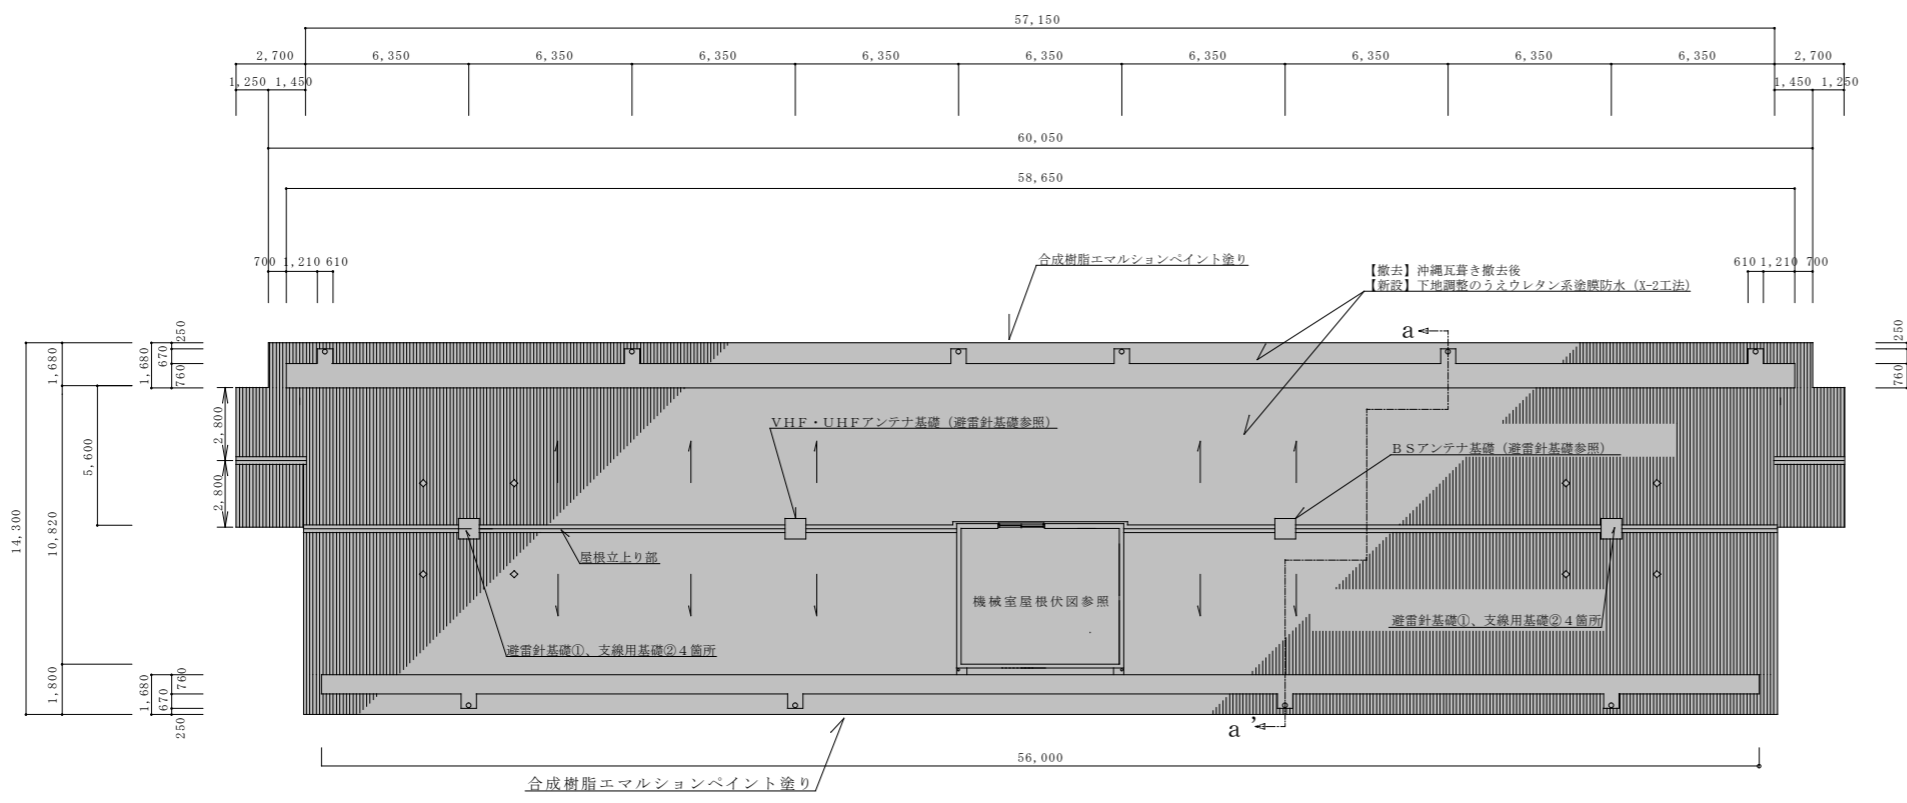 57,150
2,700 6,350 6,350 6,350 6,350 6,350 6,350 6,350 6,350 6,350 2,700
1,250 1,450 1,450 1,250
60,050
58,650
700 1,210 610 610 1,210 700
合成樹脂エマルションペイント塗り
【撤去】沖縄瓦葺き撤去後
【新設】下地調整のうえウレタン系塗膜防水（X-2工法）
a
14,300
1,680
10,820
1,800
5,600
1,680
250
670
760
2,800
2,800
250
760
VHF・UHFアンテナ基礎（避雷針基礎参照）
BSアンテナ基礎（避雷針基礎参照）
屋根立上り部
機械室屋根伏図参照
避雷針基礎①、支線用基礎②４箇所
避雷針基礎①、支線用基礎②４箇所
1,680
760
670
250
a'
56,000
合成樹脂エマルションペイント塗り